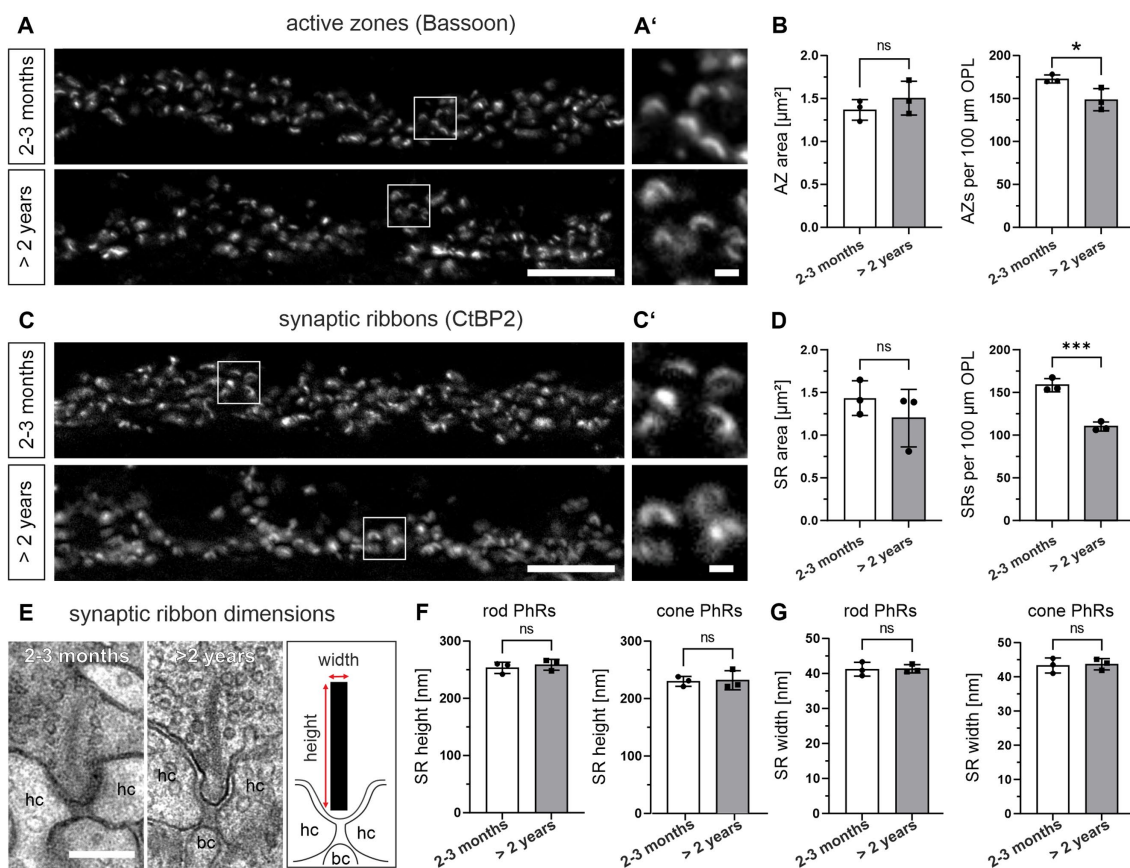 A
active zones (Bassoon)
A‘
B
2-3 months
> 2 years
AZ area [µm²]
2.0
1.5
1.0
0.5
0.0
ns
2-3 months
> 2 years
AZs per 100 µm OPL
200
150
100
50
0
*
2-3 months
> 2 years
C
synaptic ribbons (CtBP2)
C‘
D
2-3 months
> 2 years
SR area [µm²]
2.0
1.5
1.0
0.5
0.0
ns
2-3 months
> 2 years
SRs per 100 µm OPL
200
150
100
50
0
***
2-3 months
> 2 years
E
synaptic ribbon dimensions
2-3 months
hc
hc
>2 years
hc
bc
width
height
hc
hc
bc
F
rod PhRs
SR height [nm]
300
250
200
150
100
50
0
ns
2-3 months
> 2 years
cone PhRs
SR height [nm]
300
250
200
150
100
50
0
ns
2-3 months
> 2 years
G
rod PhRs
SR width [nm]
50
40
30
20
10
0
ns
2-3 months
> 2 years
cone PhRs
SR width [nm]
50
40
30
20
10
0
ns
2-3 months
> 2 years